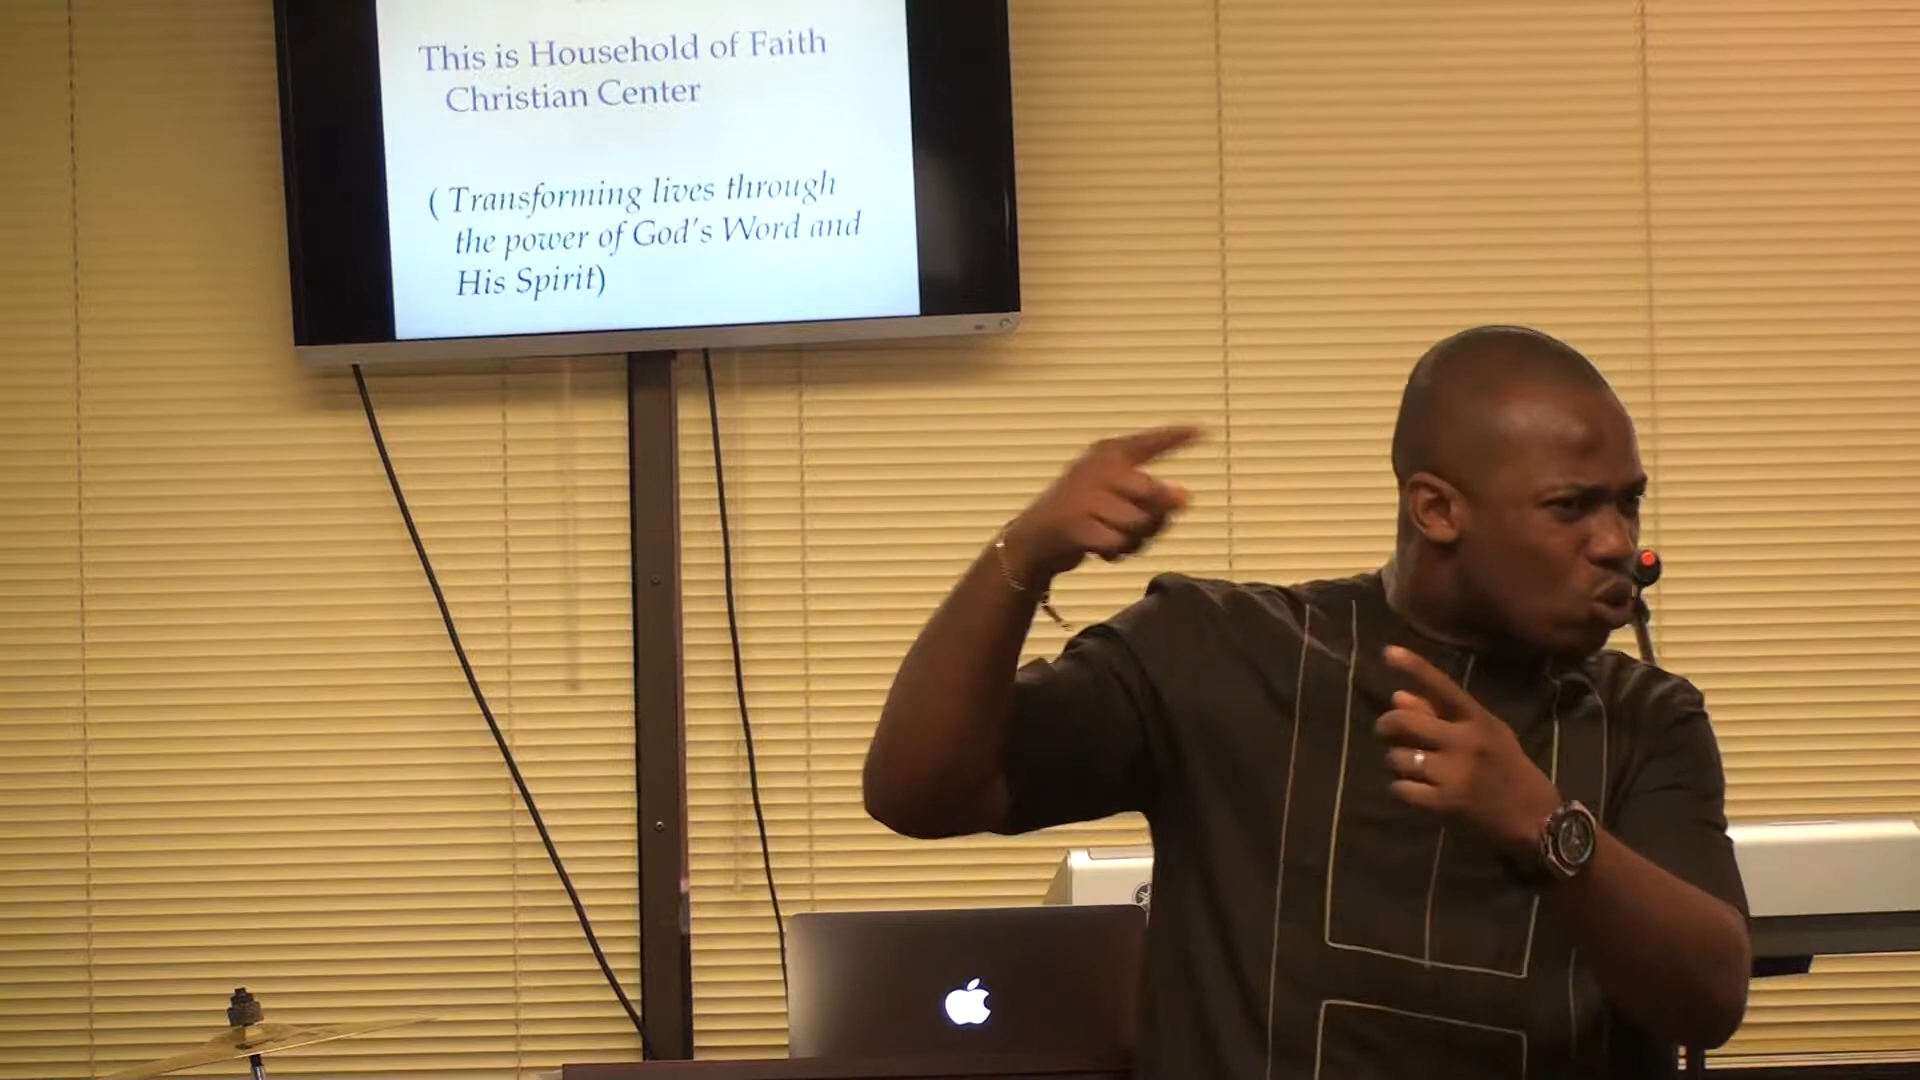 This is Household of Faith
Christian Center
( Transforming lives through
the power of God's Word and
His Spirit)